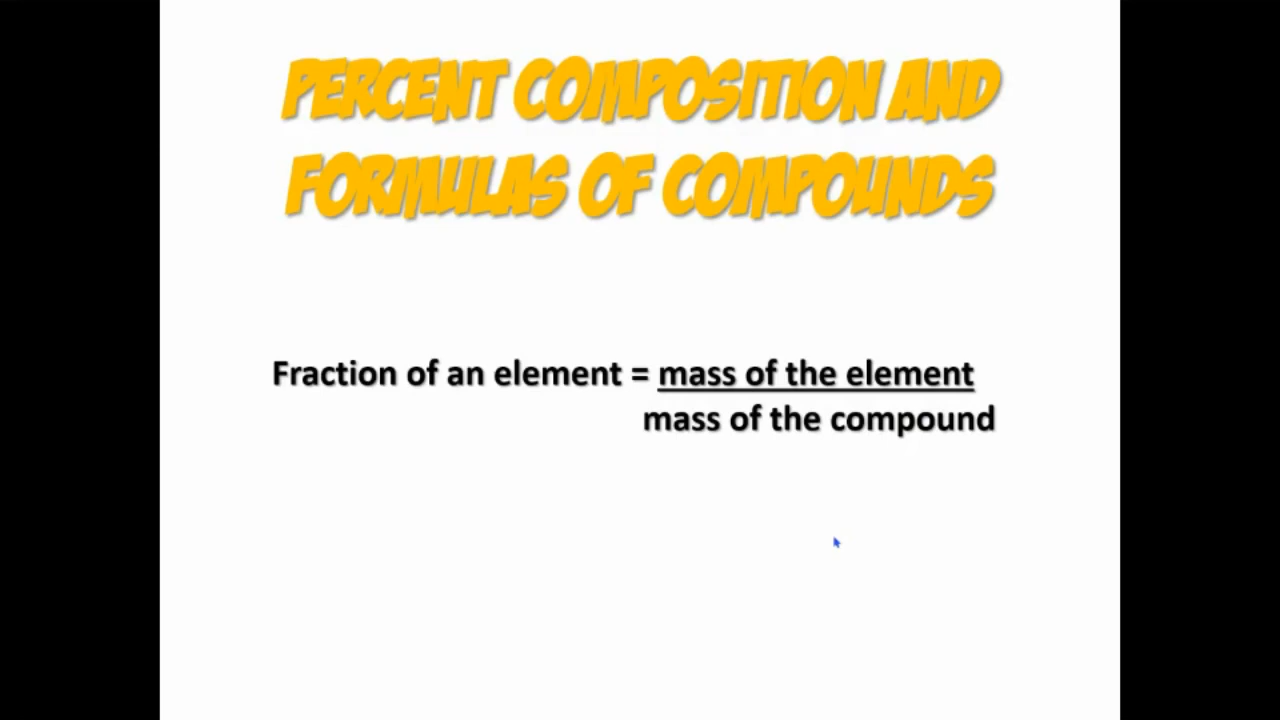 PERCENT COMPOSITION AND
FORMULAS OF COMPOUNDS
Fraction of an element = mass of the element
mass of the compound